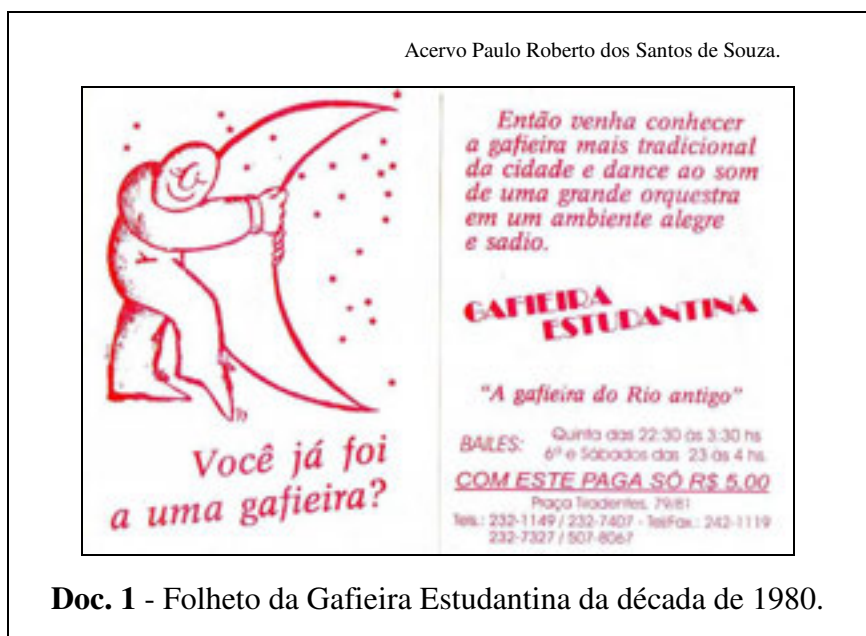 Acervo Paulo Roberto dos Santos de Souza.
Você já foi
a uma gafieira?
Então venha conhecer
a gafieira mais tradicional
da cidade e dance ao som
de uma grande orquestra
em um ambiente alegre
e sadio.
GAFIEIRA
ESTUDANTINA
"A gafieira do Rio antigo"
BAILES: Quinta das 22:30 às 3:30 hs
6ª e Sábados das 23 às 4 hs.
COM ESTE PAGA SÓ R$ 5,00
Praça Tiradentes, 79/81
Tels.: 232-1149 / 232-7407 - Tel/Fax.: 242-1119
232-7327 / 507-8067
Doc. 1 - Folheto da Gafieira Estudantina da década de 1980.